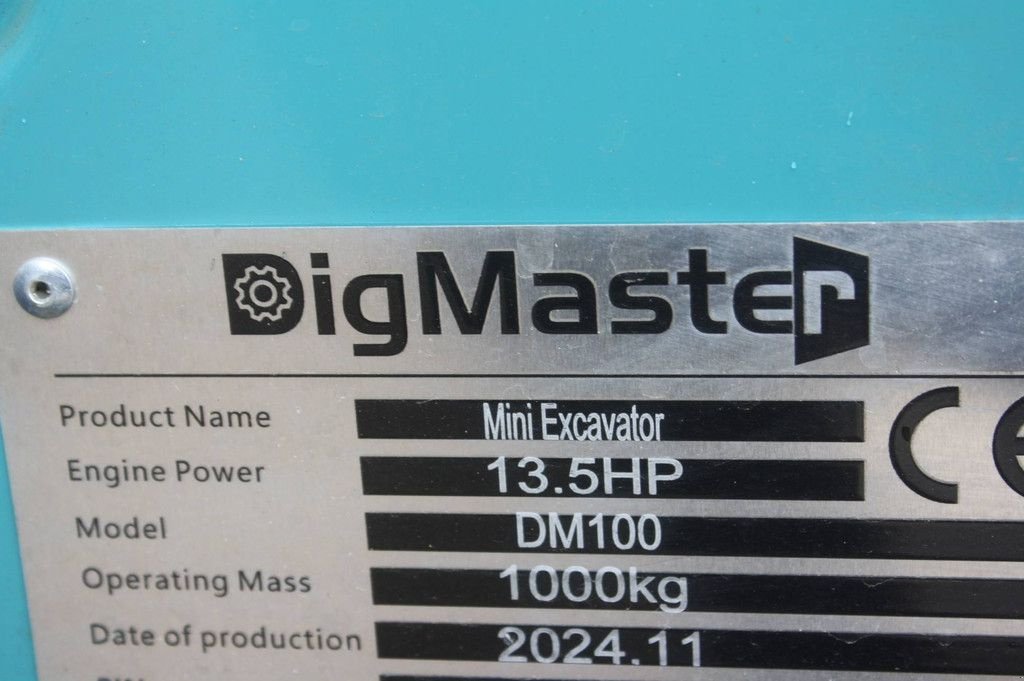 DigMaster
Product Name Mini Excavator
Engine Power 13.5HP
Model DM100
Operating Mass 1000kg
Date of production 2024.11
CE